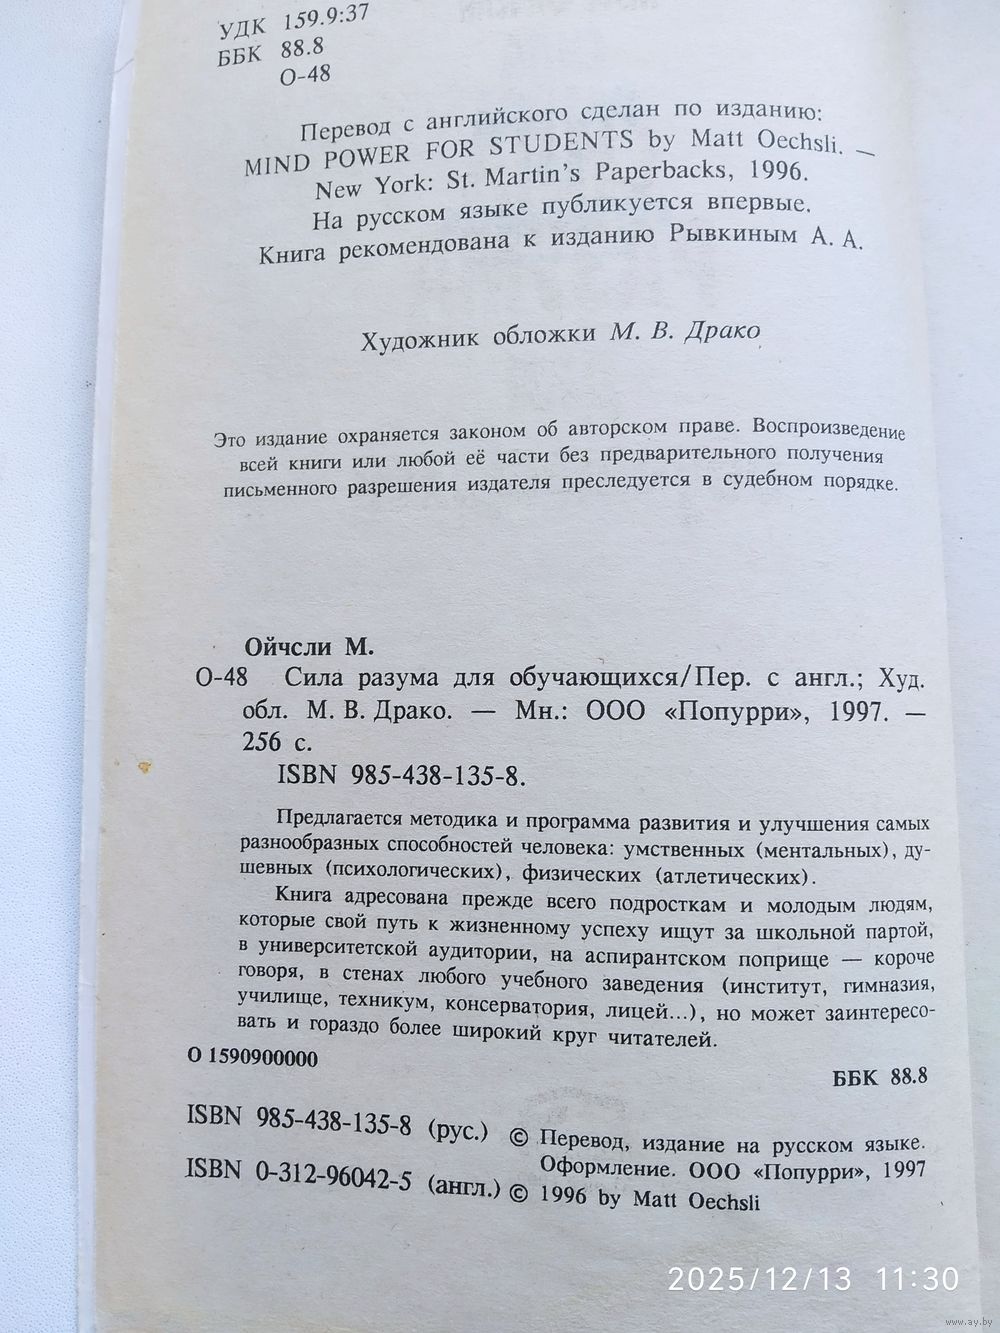 УДК 159.9:37
ББК 88.8
О-48
Перевод с английского сделан по изданию:
MIND POWER FOR STUDENTS by Matt Oechsli. —
New York: St. Martin's Paperbacks, 1996.
На русском языке публикуется впервые.
Книга рекомендована к изданию Рывкиным А. А.
Художник обложки М. В. Драко
Это издание охраняется законом об авторском праве. Воспроизведение
всей книги или любой её части без предварительного получения
письменного разрешения издателя преследуется в судебном порядке.
Ойчсли М.
О-48 Сила разума для обучающихся/Пер. с англ.; Худ.
обл. М. В. Драко. — Мн.: ООО «Попурри», 1997. —
256 с.
ISBN 985-438-135-8.
Предлагается методика и программа развития и улучшения самых
разнообразных способностей человека: умственных (ментальных), ду-
шевных (психологических), физических (атлетических).
Книга адресована прежде всего подросткам и молодым людям,
которые свой путь к жизненному успеху ищут за школьной партой,
в университетской аудитории, на аспирантском поприще — короче
говоря, в стенах любого учебного заведения (институт, гимназия,
училище, техникум, консерватория, лицей...), но может заинтересо-
вать и гораздо более широкий круг читателей.
О 1590900000
ББК 88.8
ISBN 985-438-135-8 (рус.) © Перевод, издание на русском языке.
Оформление. ООО «Попурри», 1997
ISBN 0-312-96042-5 (англ.) © 1996 by Matt Oechsli
2025/12/13 11:30
www.ay.by